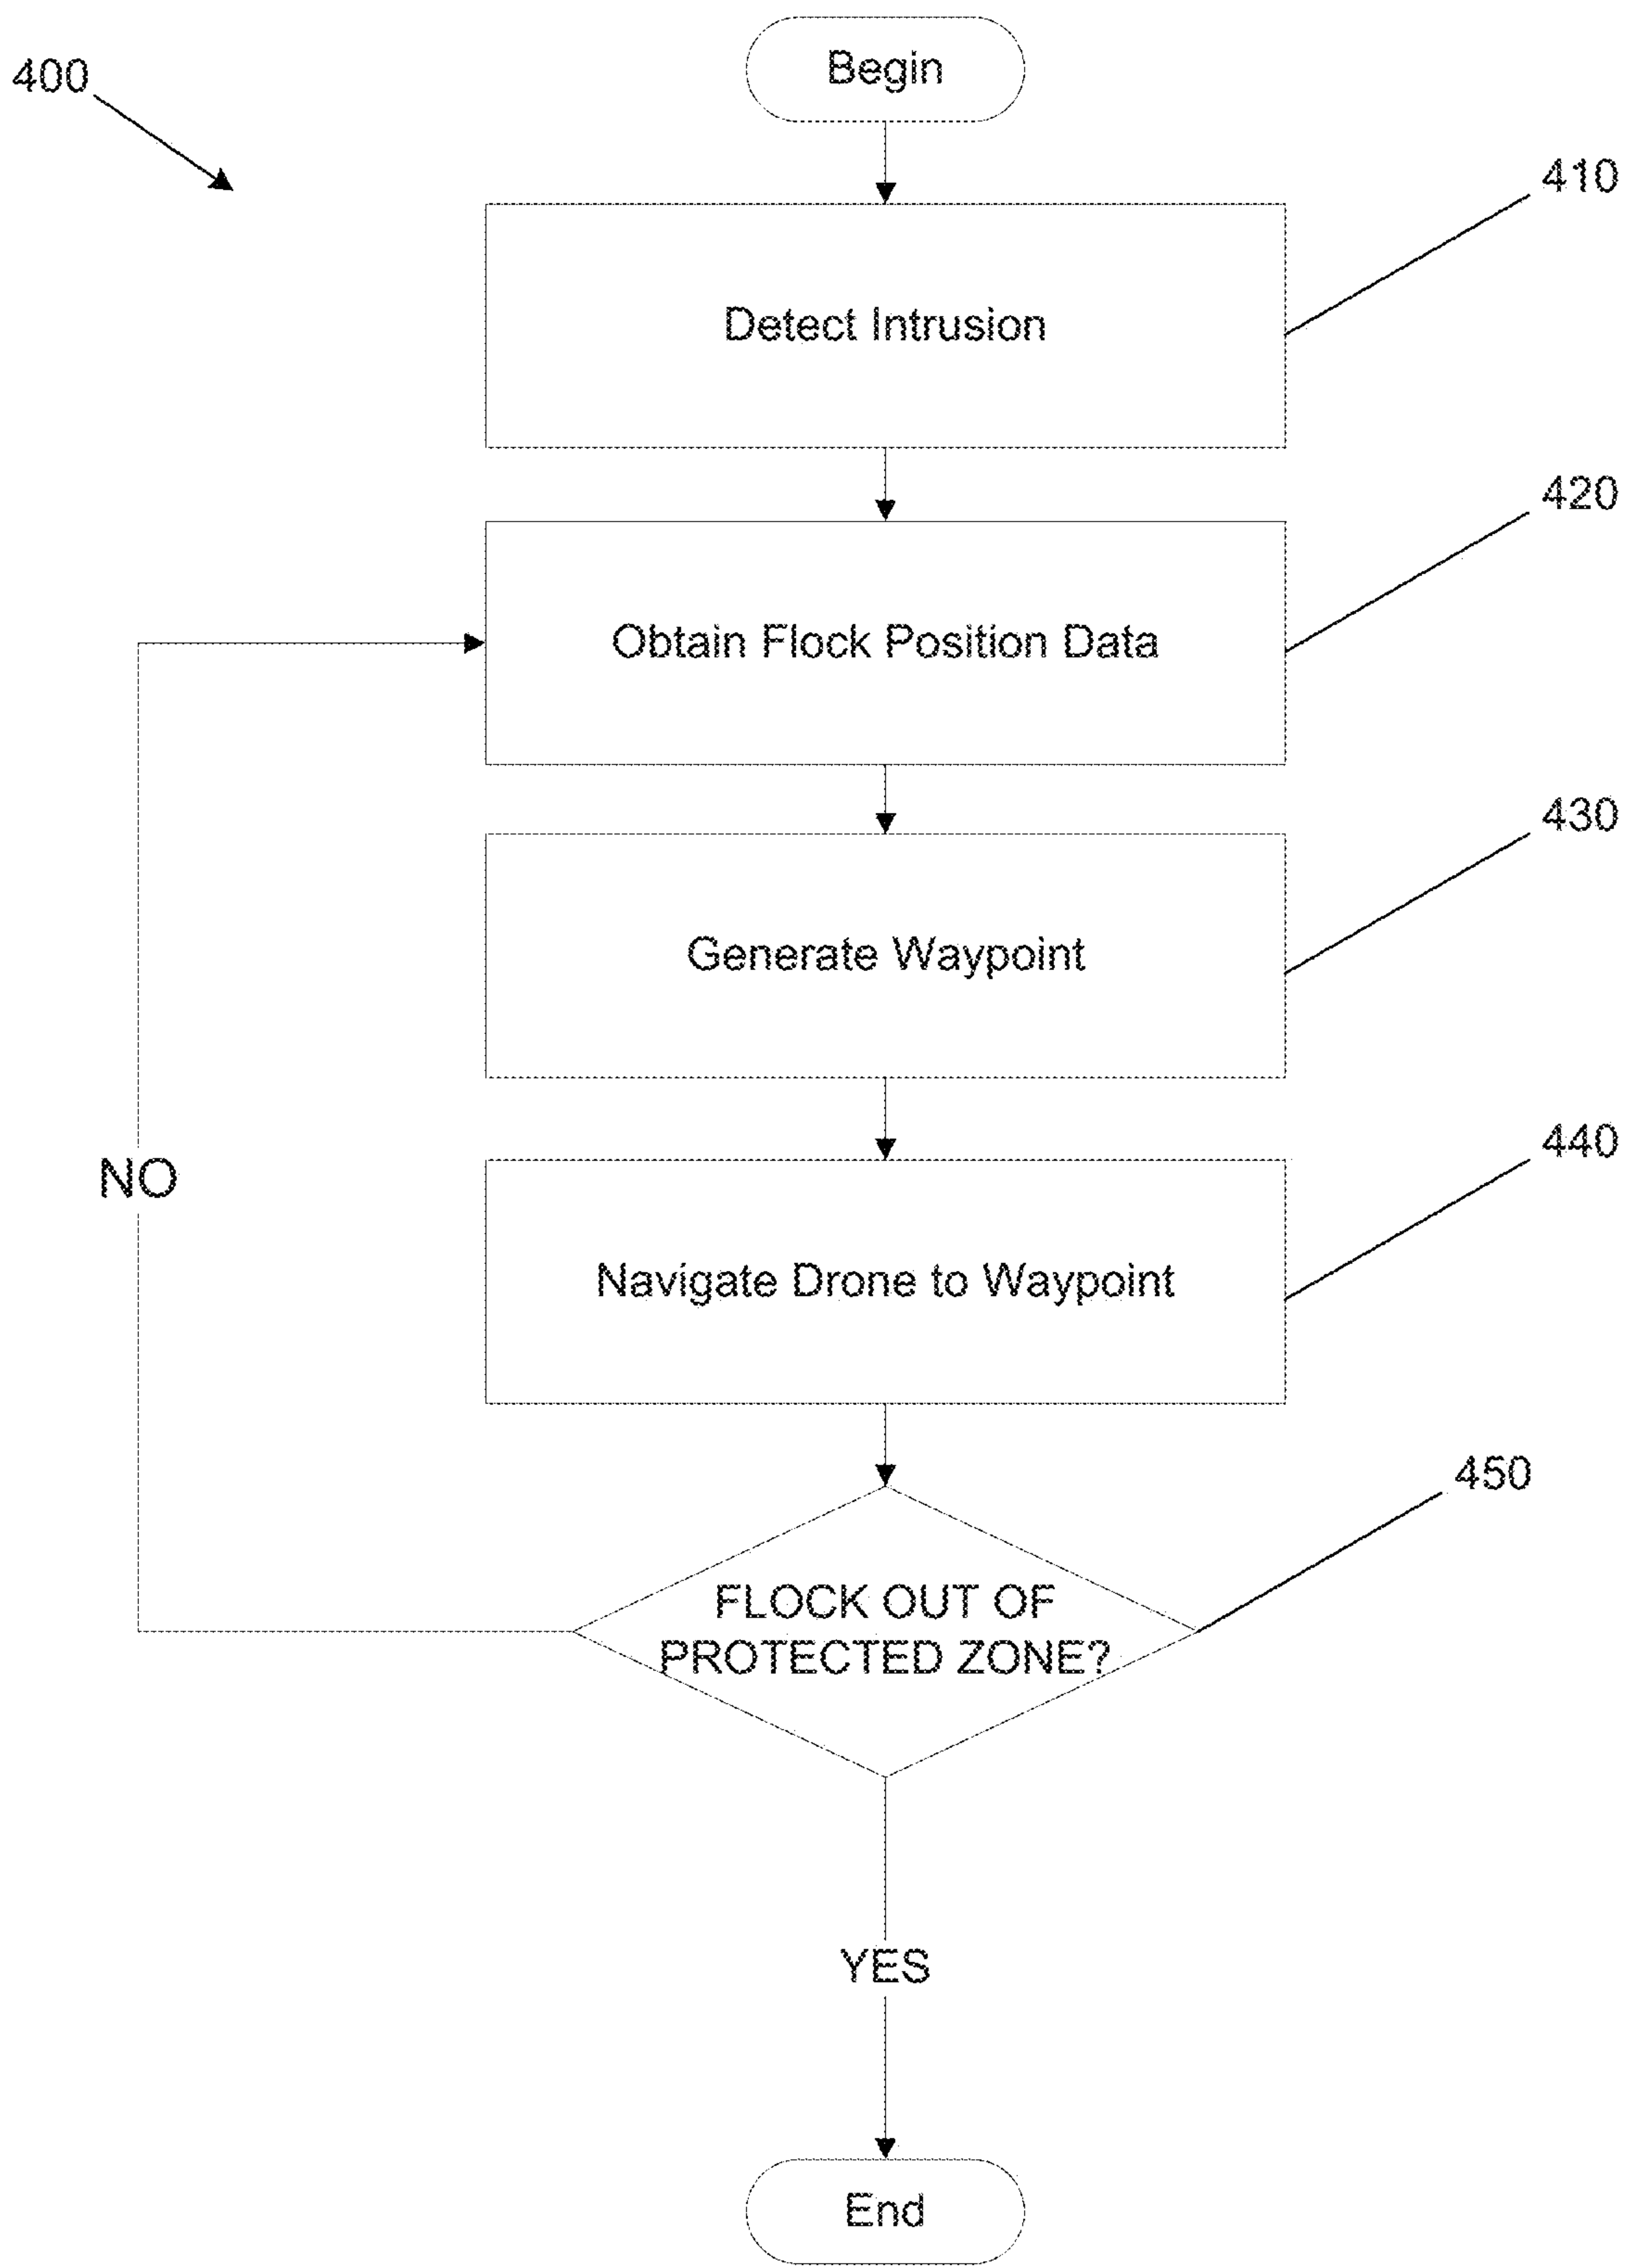 Begin
400
410
Detect Intrusion
420
Obtain Flock Position Data
430
Generate Waypoint
440
NO
Navigate Drone to Waypoint
450
FLOCK OUT OF
PROTECTED ZONE?
YES
End